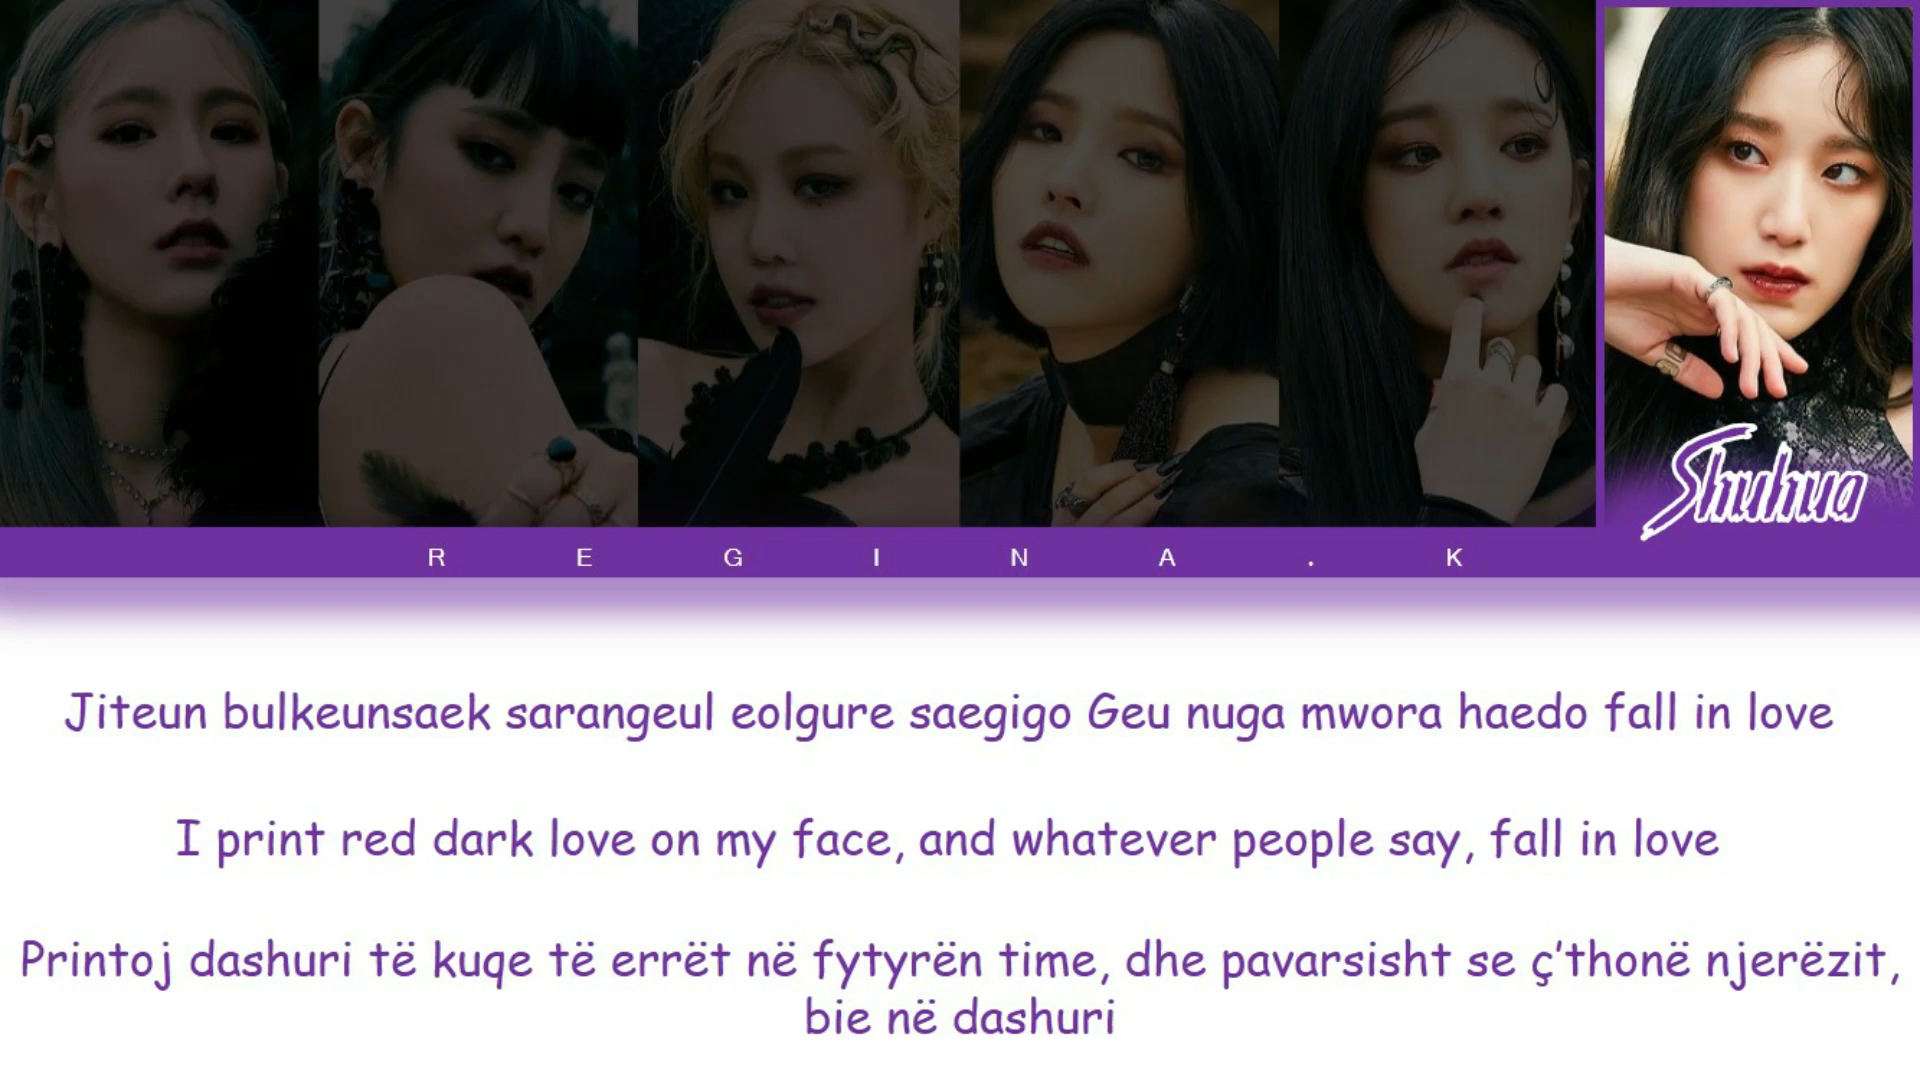 Shuhua
REGINA.K
Jiteun bulkeunsaek sarangeul eolgure saegigo Geu nuga mwora haedo fall in love
I print red dark love on my face, and whatever people say, fall in love
Printoj dashuri të kuqe të errët në fytyrën time, dhe pavarsisht se ç'thonë njerëzit,
bie në dashuri